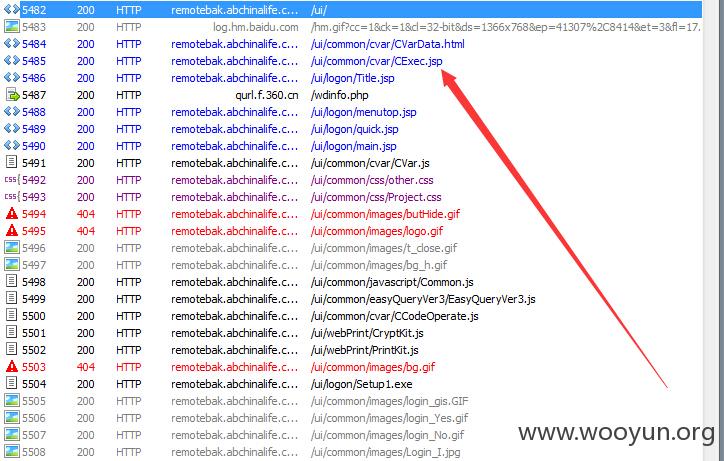 5482 200 HTTP remotebak.abchinalife.c... /ui/
5483 200 HTTP log.hm.baidu.com /hm.gif?cc=1&ck=1&cl=32-bit&ds=1366x768&ep=41307%2C8414&et=3&fl=17.
5484 200 HTTP remotebak.abchinalife.c... /ui/common/cvar/CVarData.html
5485 200 HTTP remotebak.abchinalife.c... /ui/common/cvar/CExec.jsp
5486 200 HTTP remotebak.abchinalife.c... /ui/logon/Title.jsp
5487 200 HTTP qurl.f.360.cn /wdinfo.php
5488 200 HTTP remotebak.abchinalife.c... /ui/logon/menutop.jsp
5489 200 HTTP remotebak.abchinalife.c... /ui/logon/quick.jsp
5490 200 HTTP remotebak.abchinalife.c... /ui/logon/main.jsp
5491 200 HTTP remotebak.abchinalife.c... /ui/common/cvar/CVar.js
css 5492 200 HTTP remotebak.abchinalife.c... /ui/common/css/other.css
css 5493 200 HTTP remotebak.abchinalife.c... /ui/common/css/Project.css
5494 404 HTTP remotebak.abchinalife.c... /ui/common/images/butHide.gif
5495 404 HTTP remotebak.abchinalife.c... /ui/common/images/logo.gif
5496 200 HTTP remotebak.abchinalife.c... /ui/common/images/t_close.gif
5497 200 HTTP remotebak.abchinalife.c... /ui/common/images/bg_h.gif
5498 200 HTTP remotebak.abchinalife.c... /ui/common/javascript/Common.js
5499 200 HTTP remotebak.abchinalife.c... /ui/common/easyQueryVer3/EasyQueryVer3.js
5500 200 HTTP remotebak.abchinalife.c... /ui/common/cvar/CCodeOperate.js
5501 200 HTTP remotebak.abchinalife.c... /ui/webPrint/CryptKit.js
5502 200 HTTP remotebak.abchinalife.c... /ui/webPrint/PrintKit.js
5503 404 HTTP remotebak.abchinalife.c... /ui/common/images/bg.gif
5504 200 HTTP remotebak.abchinalife.c... /ui/logon/Setup1.exe
5505 200 HTTP remotebak.abchinalife.c... /ui/common/images/login_gis.GIF
5506 200 HTTP remotebak.abchinalife.c... /ui/common/images/login_Yes.gif
5507 200 HTTP remotebak.abchinalife.c... /ui/common/images/login_No.gif
5508 200 HTTP remotebak.abchinalife.c... /ui/common/images/Login_I.jpg
www.wooyun.org